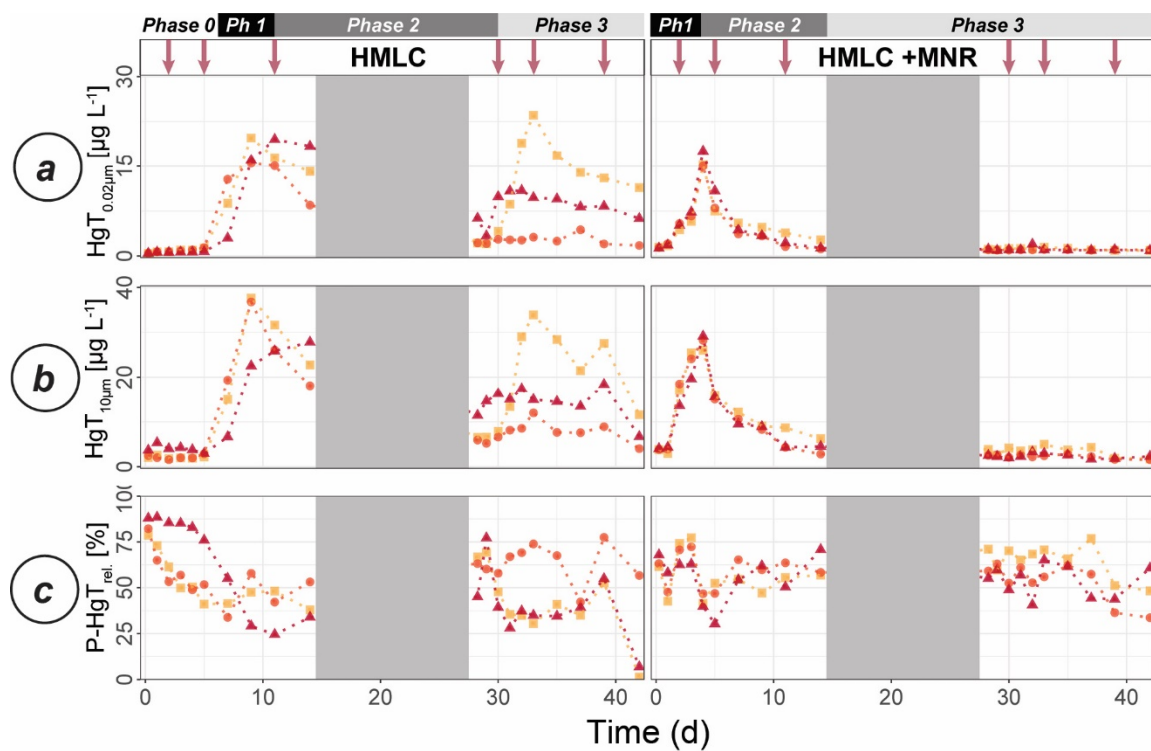 Phase 0 Ph 1 Phase 2 Phase 3 Ph1 Phase 2 Phase 3
HMLC HMLC +MNR
a
HgT0.02µm [µg L-1]
30
15
0
b
HgT10µm [µg L-1]
40
20
0
c
P-HgTrel. [%]
75
50
25
0
0 10 20 30 40 0 10 20 30 40
Time (d)